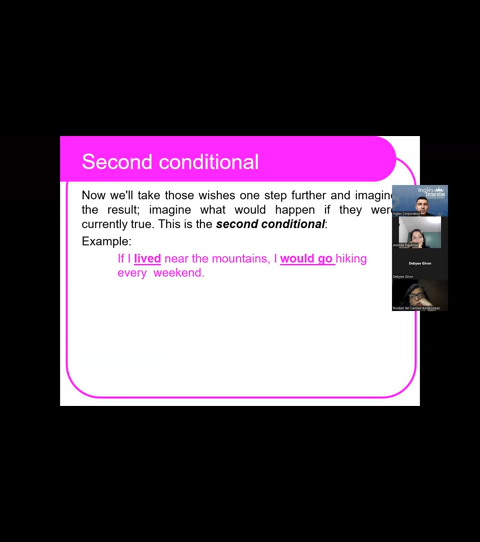 Second conditional
Now we'll take those wishes one step further and imagine
the result; imagine what would happen if they were
currently true. This is the second conditional:
Example:
If I lived near the mountains, I would go hiking
every weekend.
Debyee Giron